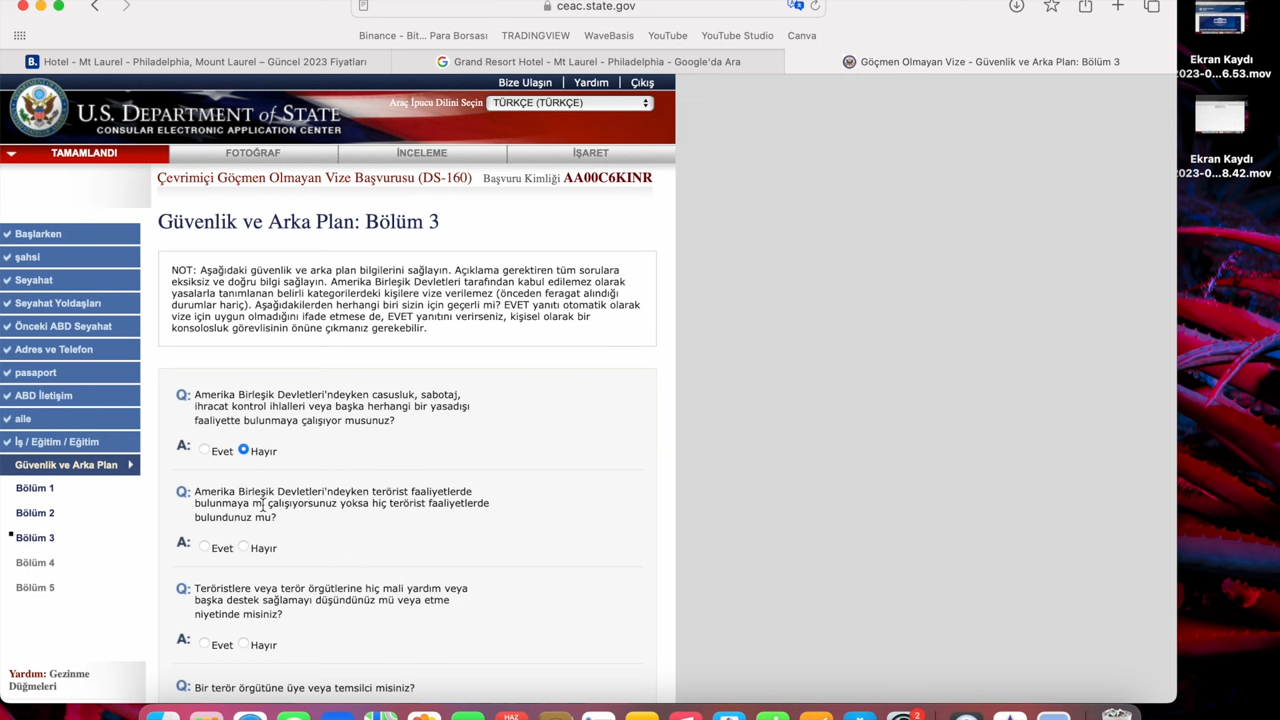 ceac.state.gov
Binance - Bit... Para Borsası TRADINGVIEW WaveBasis YouTube YouTube Studio Canva
B. Hotel - Mt Laurel - Philadelphia, Mount Laurel – Güncel 2023 Fiyatları
Grand Resort Hotel - Mt Laurel - Philadelphia - Google'da Ara
Göçmen Olmayan Vize - Güvenlik ve Arka Plan: Bölüm 3
Ekran Kaydı
2023-0...6.53.mov
Ekran Kaydı
2023-0...8.42.mov
Bize Ulaşın Yardım Çıkış
Araç İpucu Dilini Seçin TÜRKÇE (TÜRKÇE)
U.S. DEPARTMENT of STATE
CONSULAR ELECTRONIC APPLICATION CENTER
TAMAMLANDI FOTOĞRAF İNCELEME İŞARET
Çevrimiçi Göçmen Olmayan Vize Başvurusu (DS-160) Başvuru Kimliği AA00C6KINR
Güvenlik ve Arka Plan: Bölüm 3
Başlarken
şahsi
Seyahat
Seyahat Yoldaşları
Önceki ABD Seyahat
Adres ve Telefon
pasaport
ABD İletişim
aile
İş / Eğitim / Eğitim
Güvenlik ve Arka Plan
Bölüm 1
Bölüm 2
Bölüm 3
Bölüm 4
Bölüm 5
Yardım: Gezinme
Düğmeleri
NOT: Aşağıdaki güvenlik ve arka plan bilgilerini sağlayın. Açıklama gerektiren tüm sorulara
eksiksiz ve doğru bilgi sağlayın. Amerika Birleşik Devletleri tarafından kabul edilemez olarak
yasalarla tanımlanan belirli kategorilerdeki kişilere vize verilemez (önceden feragat alındığı
durumlar hariç). Aşağıdakilerden herhangi biri sizin için geçerli mi? EVET yanıtı otomatik olarak
vize için uygun olmadığını ifade etmese de, EVET yanıtını verirseniz, kişisel olarak bir
konsolosluk görevlisinin önüne çıkmanız gerekebilir.
Q: Amerika Birleşik Devletleri'ndeyken casusluk, sabotaj,
ihracat kontrol ihlalleri veya başka herhangi bir yasadışı
faaliyette bulunmaya çalışıyor musunuz?
A: Evet Hayır
Q: Amerika Birleşik Devletleri'ndeyken terörist faaliyetlerde
bulunmaya mı çalışıyorsunuz yoksa hiç terörist faaliyetlerde
bulundunuz mu?
A: Evet Hayır
Q: Teröristlere veya terör örgütlerine hiç mali yardım veya
başka destek sağlamayı düşündünüz mü veya etme
niyetinde misiniz?
A: Evet Hayır
Q: Bir terör örgütüne üye veya temsilci misiniz?
HAZ
2